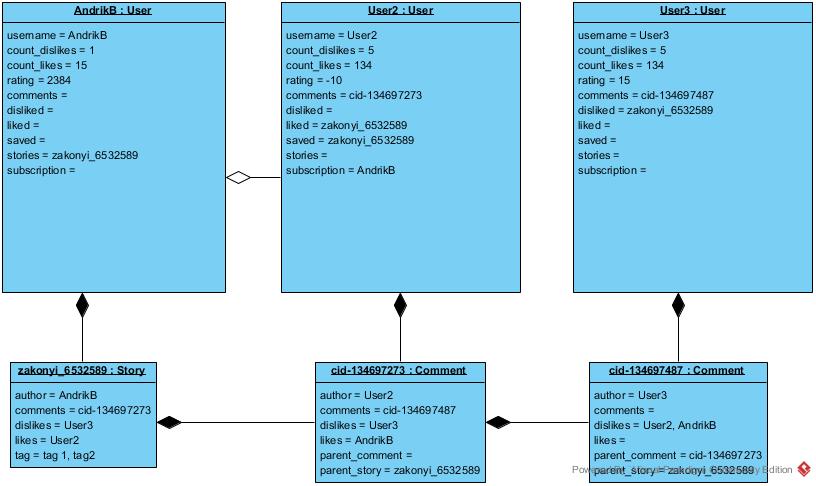 AndrikB : User
username = AndrikB
count_dislikes = 1
count_likes = 15
rating = 2384
comments =
disliked =
liked =
saved =
stories = zakonyi_6532589
subscription =
User2 : User
username = User2
count_dislikes = 5
count_likes = 134
rating = -10
comments = cid-134697273
disliked =
liked = zakonyi_6532589
saved = zakonyi_6532589
stories =
subscription = AndrikB
User3 : User
username = User3
count_dislikes = 5
count_likes = 134
rating = 15
comments = cid-134697487
disliked = zakonyi_6532589
liked =
saved =
stories =
subscription =
zakonyi_6532589 : Story
author = AndrikB
comments = cid-134697273
dislikes = User3
likes = User2
tag = tag 1, tag2
cid-134697273 : Comment
author = User2
comments = cid-134697487
dislikes = User3
likes = AndrikB
parent_comment =
parent_story = zakonyi_6532589
cid-134697487 : Comment
author = User3
comments =
dislikes = User2, AndrikB
likes =
parent_comment = cid-134697273
parent_story = zakonyi_6532589
Edition